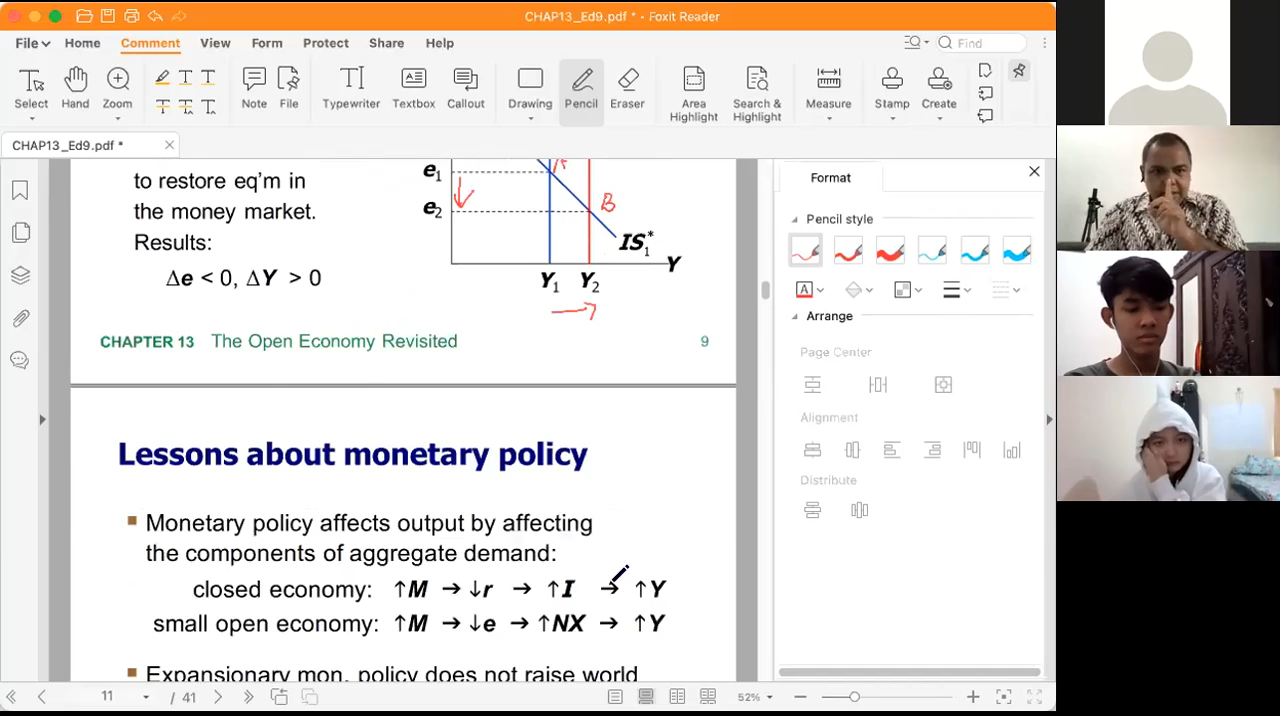 CHAP13_Ed9.pdf * - Foxit Reader
File Home Comment View Form Protect Share Help
Find
Select Hand Zoom Note File Typewriter Textbox Callout Drawing Pencil Eraser Area Highlight Search & Highlight Measure Stamp Create
CHAP13_Ed9.pdf *
to restore eq'm in
the money market.
Results:
Δe < 0, ΔY > 0
e1
e2
A
B
IS*1
Y
Y1 Y2
CHAPTER 13 The Open Economy Revisited 9
Lessons about monetary policy
Monetary policy affects output by affecting
the components of aggregate demand:
closed economy: ↑M → ↓r → ↑I → ↑Y
small open economy: ↑M → ↓e → ↑NX → ↑Y
Expansionary mon. policy does not raise world
Format
Pencil style
Arrange
Page Center
Alignment
Distribute
11 / 41
52%